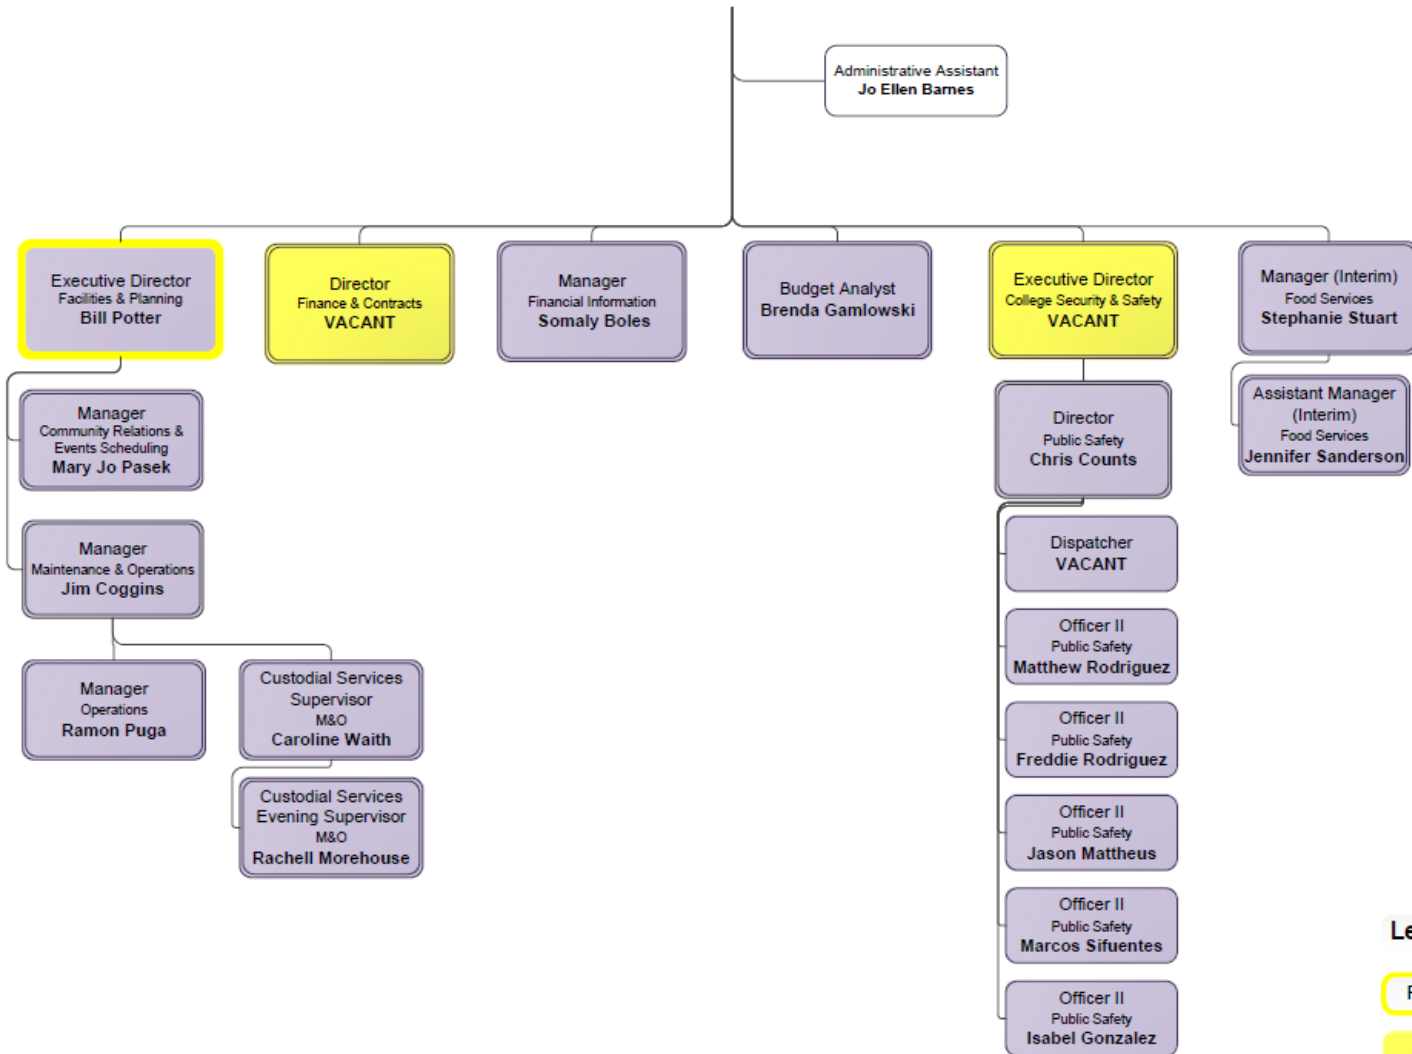 Administrative Assistant
Jo Ellen Barnes
Executive Director
Facilities & Planning
Bill Potter
Director
Finance & Contracts
VACANT
Manager
Financial Information
Somaly Boles
Budget Analyst
Brenda Gamlowski
Executive Director
College Security & Safety
VACANT
Manager (Interim)
Food Services
Stephanie Stuart
Manager
Community Relations &
Events Scheduling
Mary Jo Pasek
Director
Public Safety
Chris Counts
Assistant Manager
(Interim)
Food Services
Jennifer Sanderson
Manager
Maintenance & Operations
Jim Coggins
Dispatcher
VACANT
Manager
Operations
Ramon Puga
Custodial Services
Supervisor
M&O
Caroline Waith
Officer II
Public Safety
Matthew Rodriguez
Officer II
Public Safety
Freddie Rodriguez
Custodial Services
Evening Supervisor
M&O
Rachell Morehouse
Officer II
Public Safety
Jason Mattheus
Officer II
Public Safety
Marcos Sifuentes
Officer II
Public Safety
Isabel Gonzalez
Le